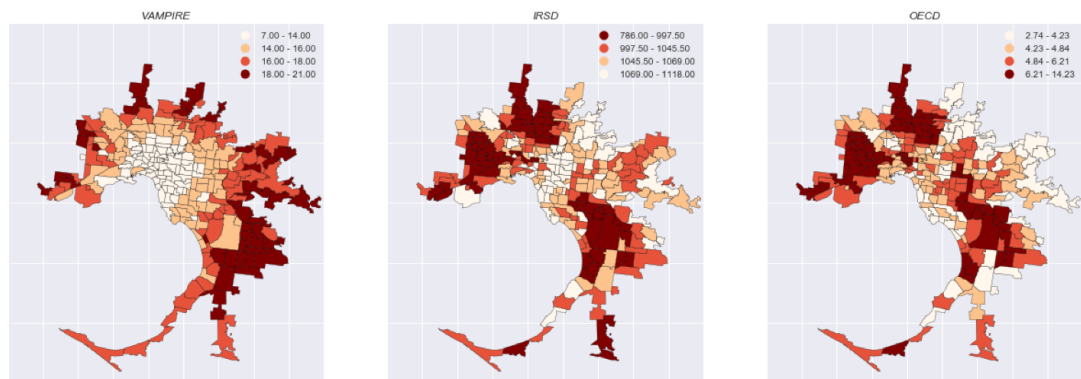 VAMPIRE
7.00 - 14.00
14.00 - 16.00
16.00 - 18.00
18.00 - 21.00
IRSD
786.00 - 997.50
997.50 - 1045.50
1045.50 - 1069.00
1069.00 - 1118.00
OECD
2.74 - 4.23
4.23 - 4.84
4.84 - 6.21
6.21 - 14.23